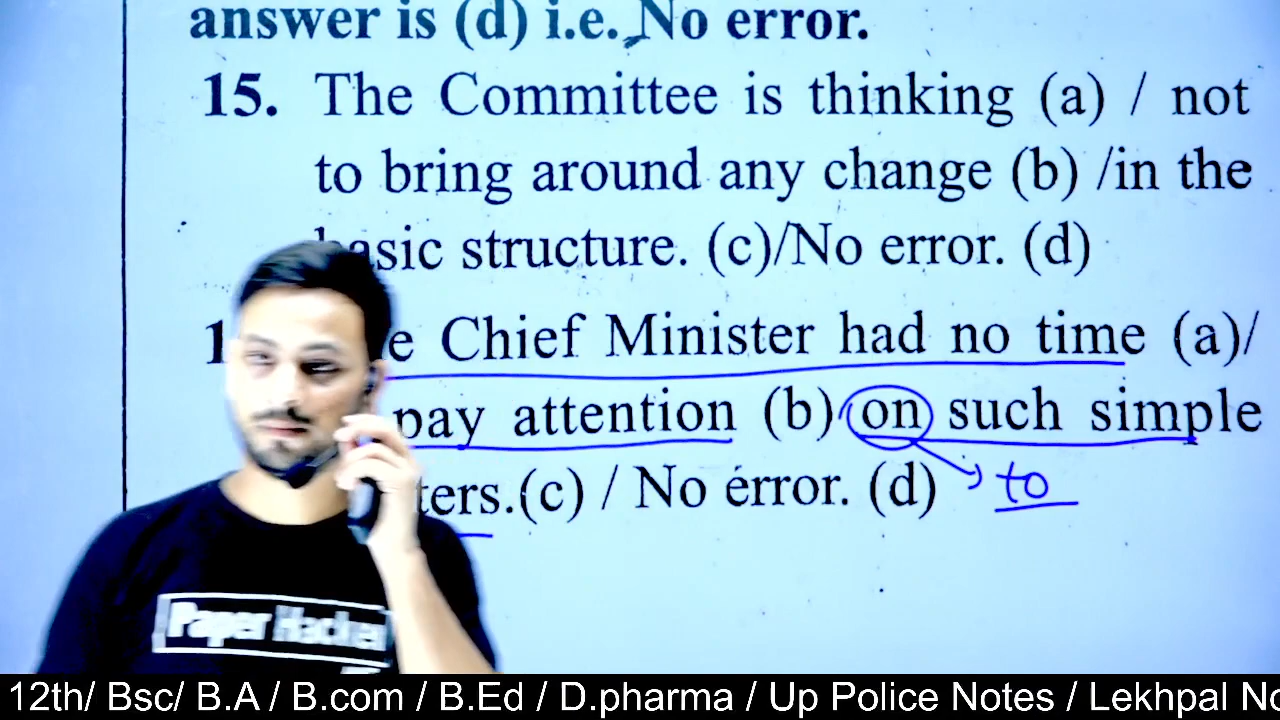 answer is (d) i.e. No error.
15. The Committee is thinking (a) / not
to bring around any change (b) /in the
basic structure. (c)/No error. (d)
1 e Chief Minister had no time (a)/
pay attention (b) on such simple
ters.(c) / No error. (d) to
Paper Hacker
12th/ Bsc/ B.A / B.com / B.Ed / D.pharma / Up Police Notes / Lekhpal No